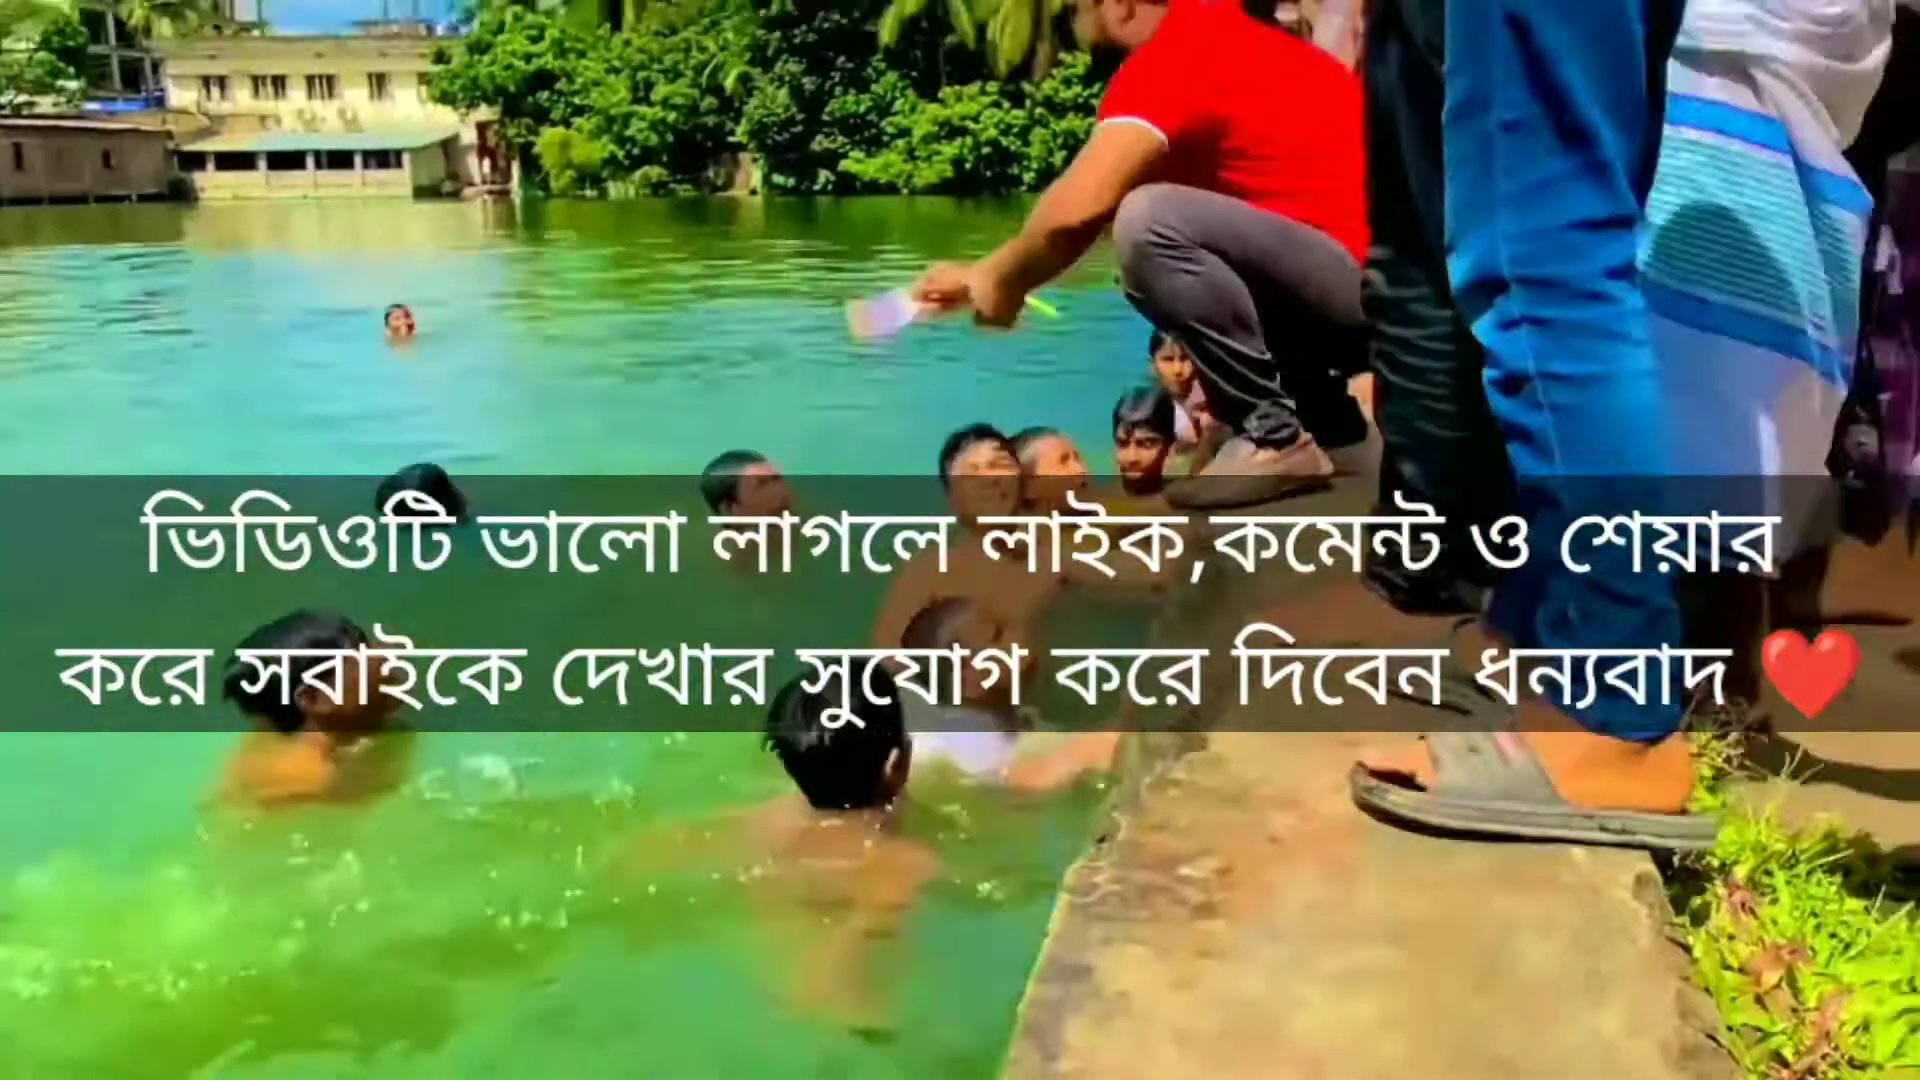 ভিডিওটি ভালো লাগলে লাইক,কমেন্ট ও শেয়ার
করে সবাইকে দেখার সুযোগ করে দিবেন ধন্যবাদ ❤️